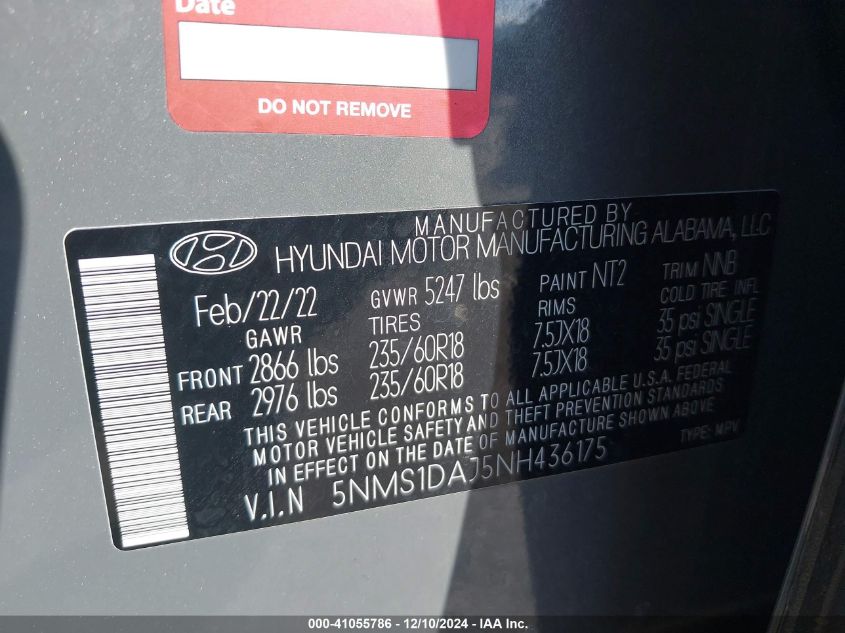 Date
DO NOT REMOVE
MANUFACTURED BY
HYUNDAI MOTOR MANUFACTURING ALABAMA, LLC
Feb/22/22 GVWR 5247 lbs PAINT NT2 TRIM NNB
GAWR TIRES RIMS COLD TIRE INFL
FRONT 2866 lbs 235/60R18 7.5JX18 35 psi SINGLE
REAR 2976 lbs 235/60R18 7.5JX18 35 psi SINGLE
THIS VEHICLE CONFORMS TO ALL APPLICABLE U.S.A. FEDERAL
MOTOR VEHICLE SAFETY AND THEFT PREVENTION STANDARDS
IN EFFECT ON THE DATE OF MANUFACTURE SHOWN ABOVE
V.I.N 5NMS1DAJ5NH436175 TYPE: MPV
000-41055786 - 12/10/2024 - IAA Inc.